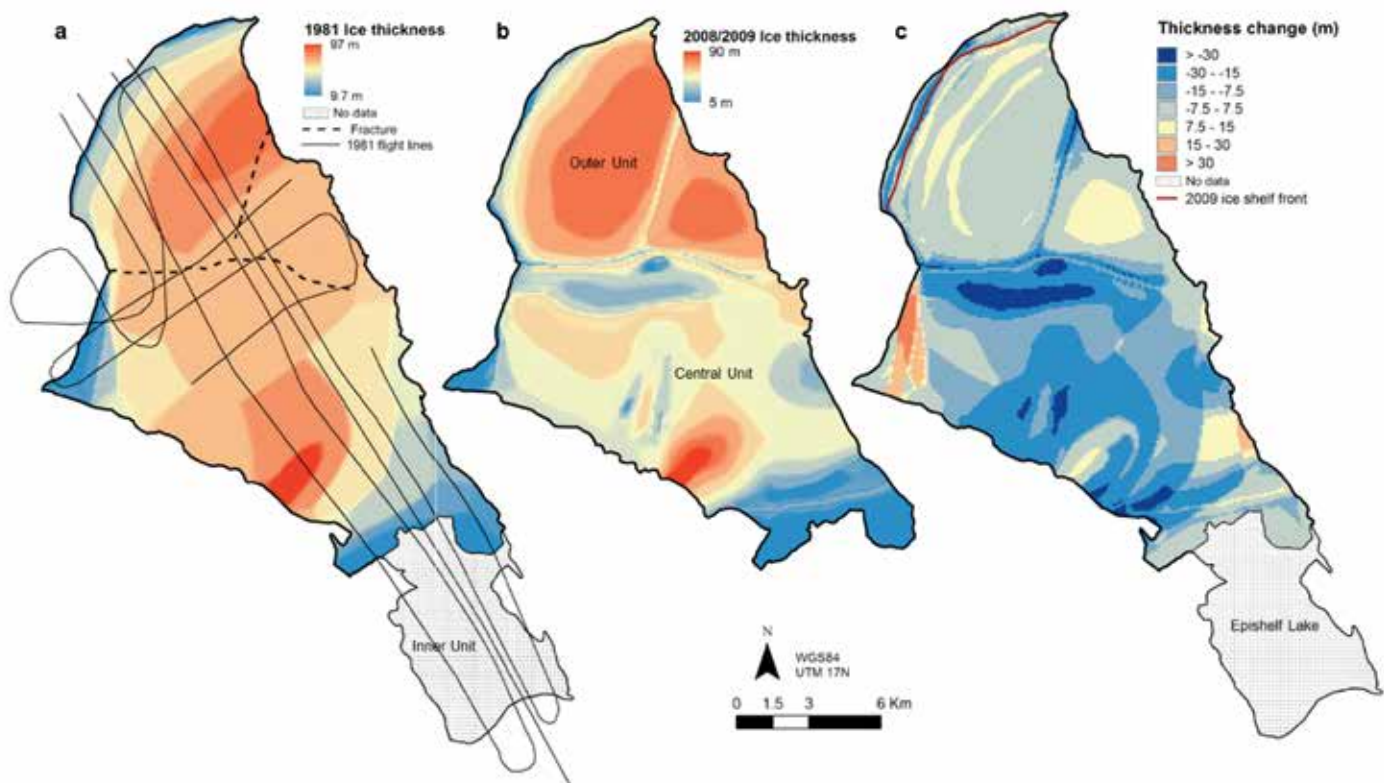 a
1981 Ice thickness
97 m
9.7 m
No data
Fracture
1981 flight lines
Inner Unit
b
2008/2009 Ice thickness
90 m
5 m
Outer Unit
Central Unit
N
WGS84
UTM 17N
0 1.5 3 6 Km
c
Thickness change (m)
> -30
-30 - -15
-15 - -7.5
-7.5 - 7.5
7.5 - 15
15 - 30
> 30
No data
2009 ice shelf front
Epishelf Lake